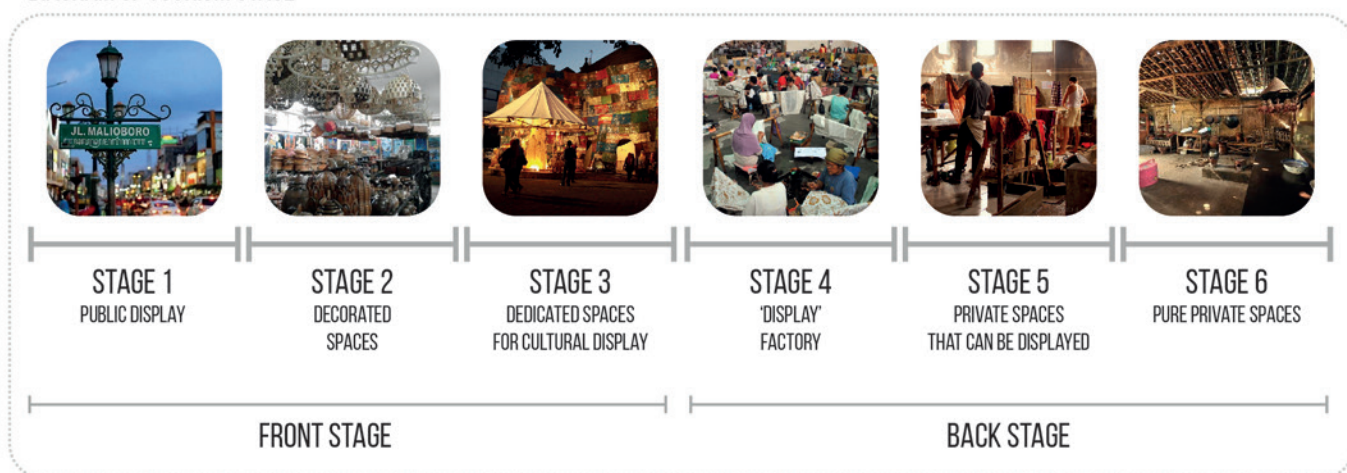 JL. MALIOBORO
STAGE 1
PUBLIC DISPLAY
STAGE 2
DECORATED
SPACES
STAGE 3
DEDICATED SPACES
FOR CULTURAL DISPLAY
STAGE 4
‘DISPLAY’
FACTORY
STAGE 5
PRIVATE SPACES
THAT CAN BE DISPLAYED
STAGE 6
PURE PRIVATE SPACES
FRONT STAGE
BACK STAGE